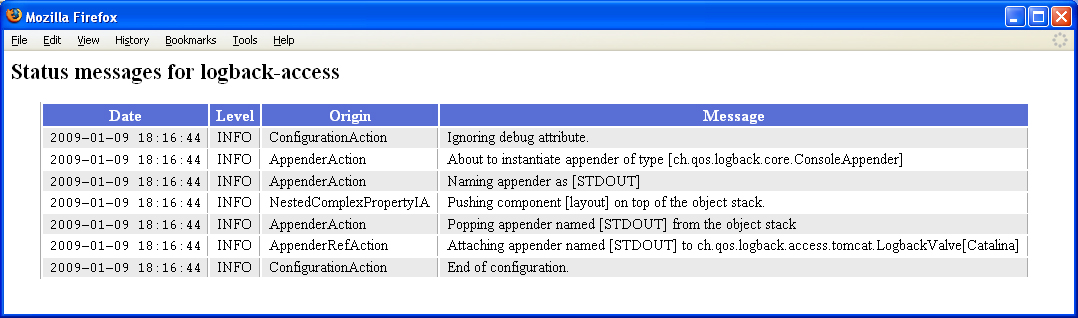 Mozilla Firefox
File Edit View History Bookmarks Tools Help
Status messages for logback-access
Date Level Origin Message
2009-01-09 18:16:44 INFO ConfigurationAction Ignoring debug attribute.
2009-01-09 18:16:44 INFO AppenderAction About to instantiate appender of type [ch.qos.logback.core.ConsoleAppender]
2009-01-09 18:16:44 INFO AppenderAction Naming appender as [STDOUT]
2009-01-09 18:16:44 INFO NestedComplexPropertyIA Pushing component [layout] on top of the object stack.
2009-01-09 18:16:44 INFO AppenderAction Popping appender named [STDOUT] from the object stack
2009-01-09 18:16:44 INFO AppenderRefAction Attaching appender named [STDOUT] to ch.qos.logback.access.tomcat.LogbackValve[Catalina]
2009-01-09 18:16:44 INFO ConfigurationAction End of configuration.